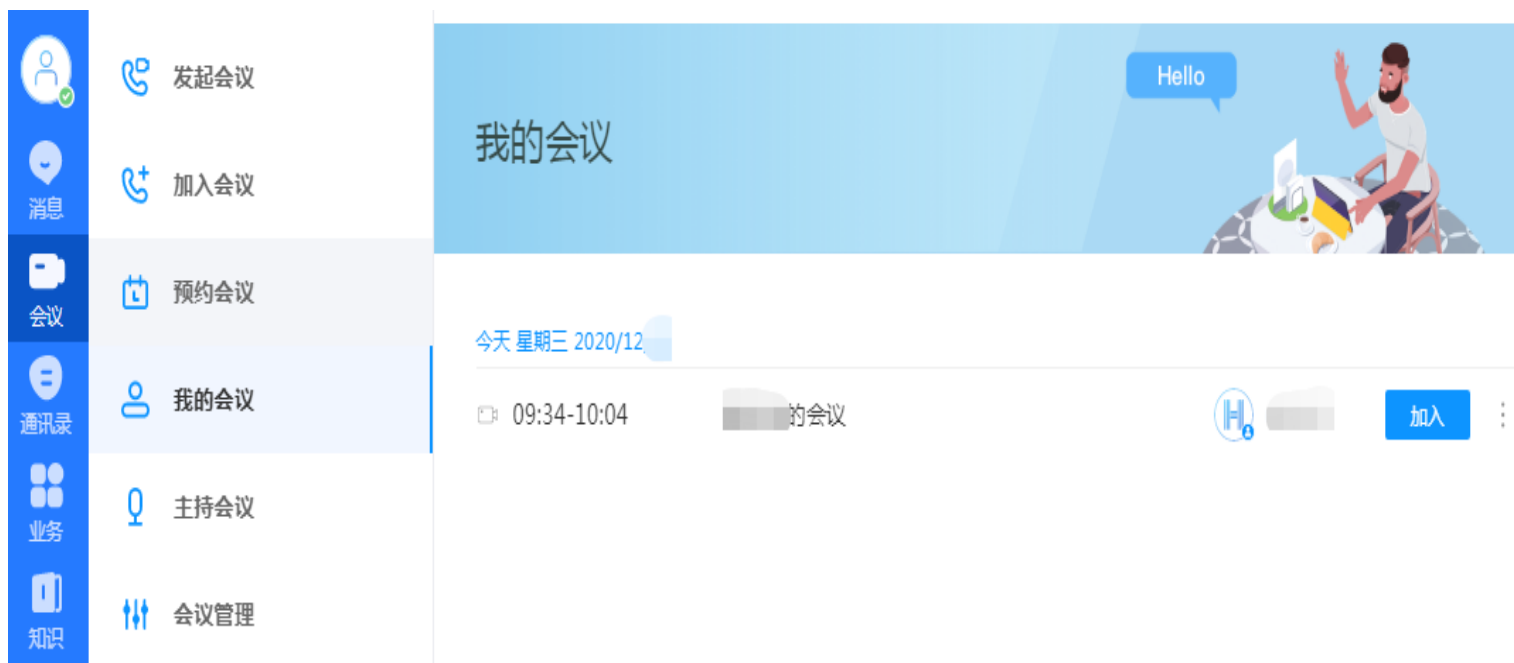 消息
会议
通讯录
业务
知识
发起会议
加入会议
预约会议
我的会议
主持会议
会议管理
我的会议
Hello
今天 星期三 2020/12
09:34-10:04 的会议 加入